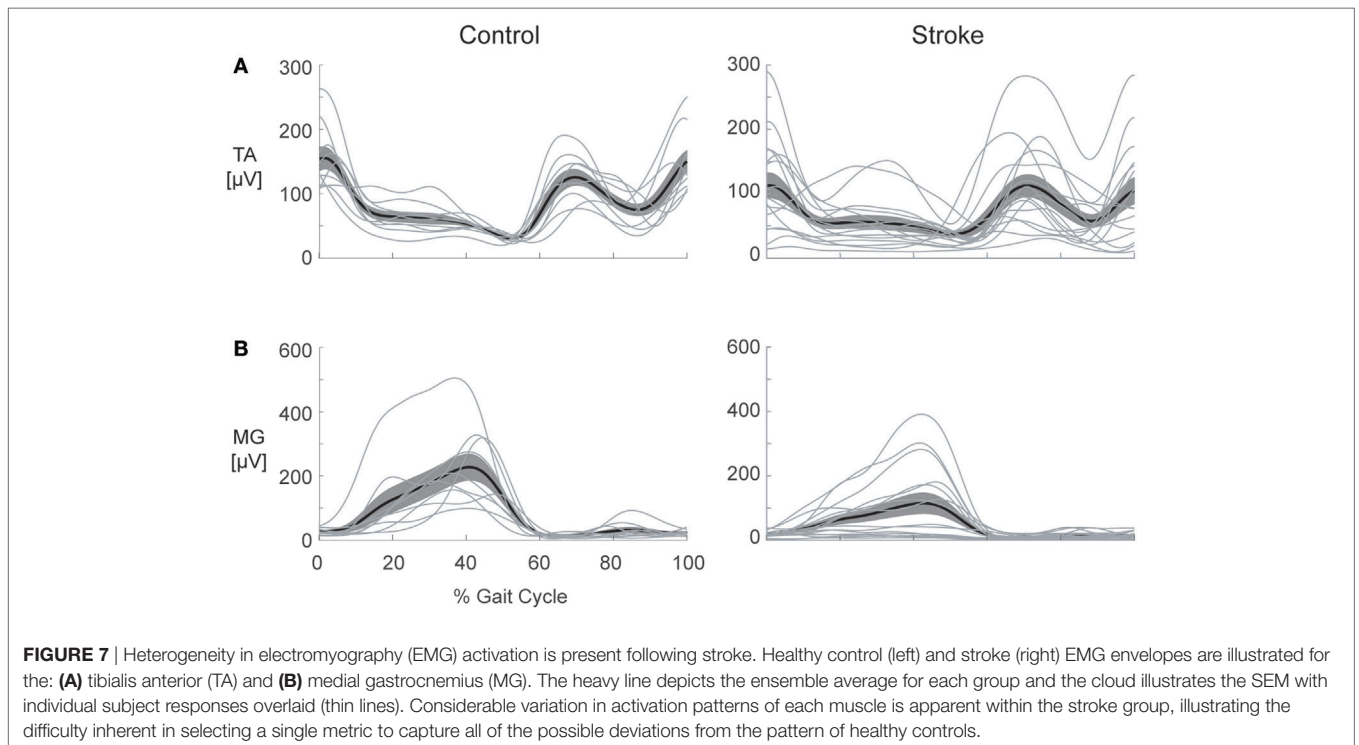 Control Stroke
A
300 300
200 200
TA
[µV]
100 100
0 0
B
600 600
400 400
MG
[µV]
200 200
0 0
0 20 40 60 80 100
% Gait Cycle
FIGURE 7 | Heterogeneity in electromyography (EMG) activation is present following stroke. Healthy control (left) and stroke (right) EMG envelopes are illustrated for
the: (A) tibialis anterior (TA) and (B) medial gastrocnemius (MG). The heavy line depicts the ensemble average for each group and the cloud illustrates the SEM with
individual subject responses overlaid (thin lines). Considerable variation in activation patterns of each muscle is apparent within the stroke group, illustrating the
difficulty inherent in selecting a single metric to capture all of the possible deviations from the pattern of healthy controls.